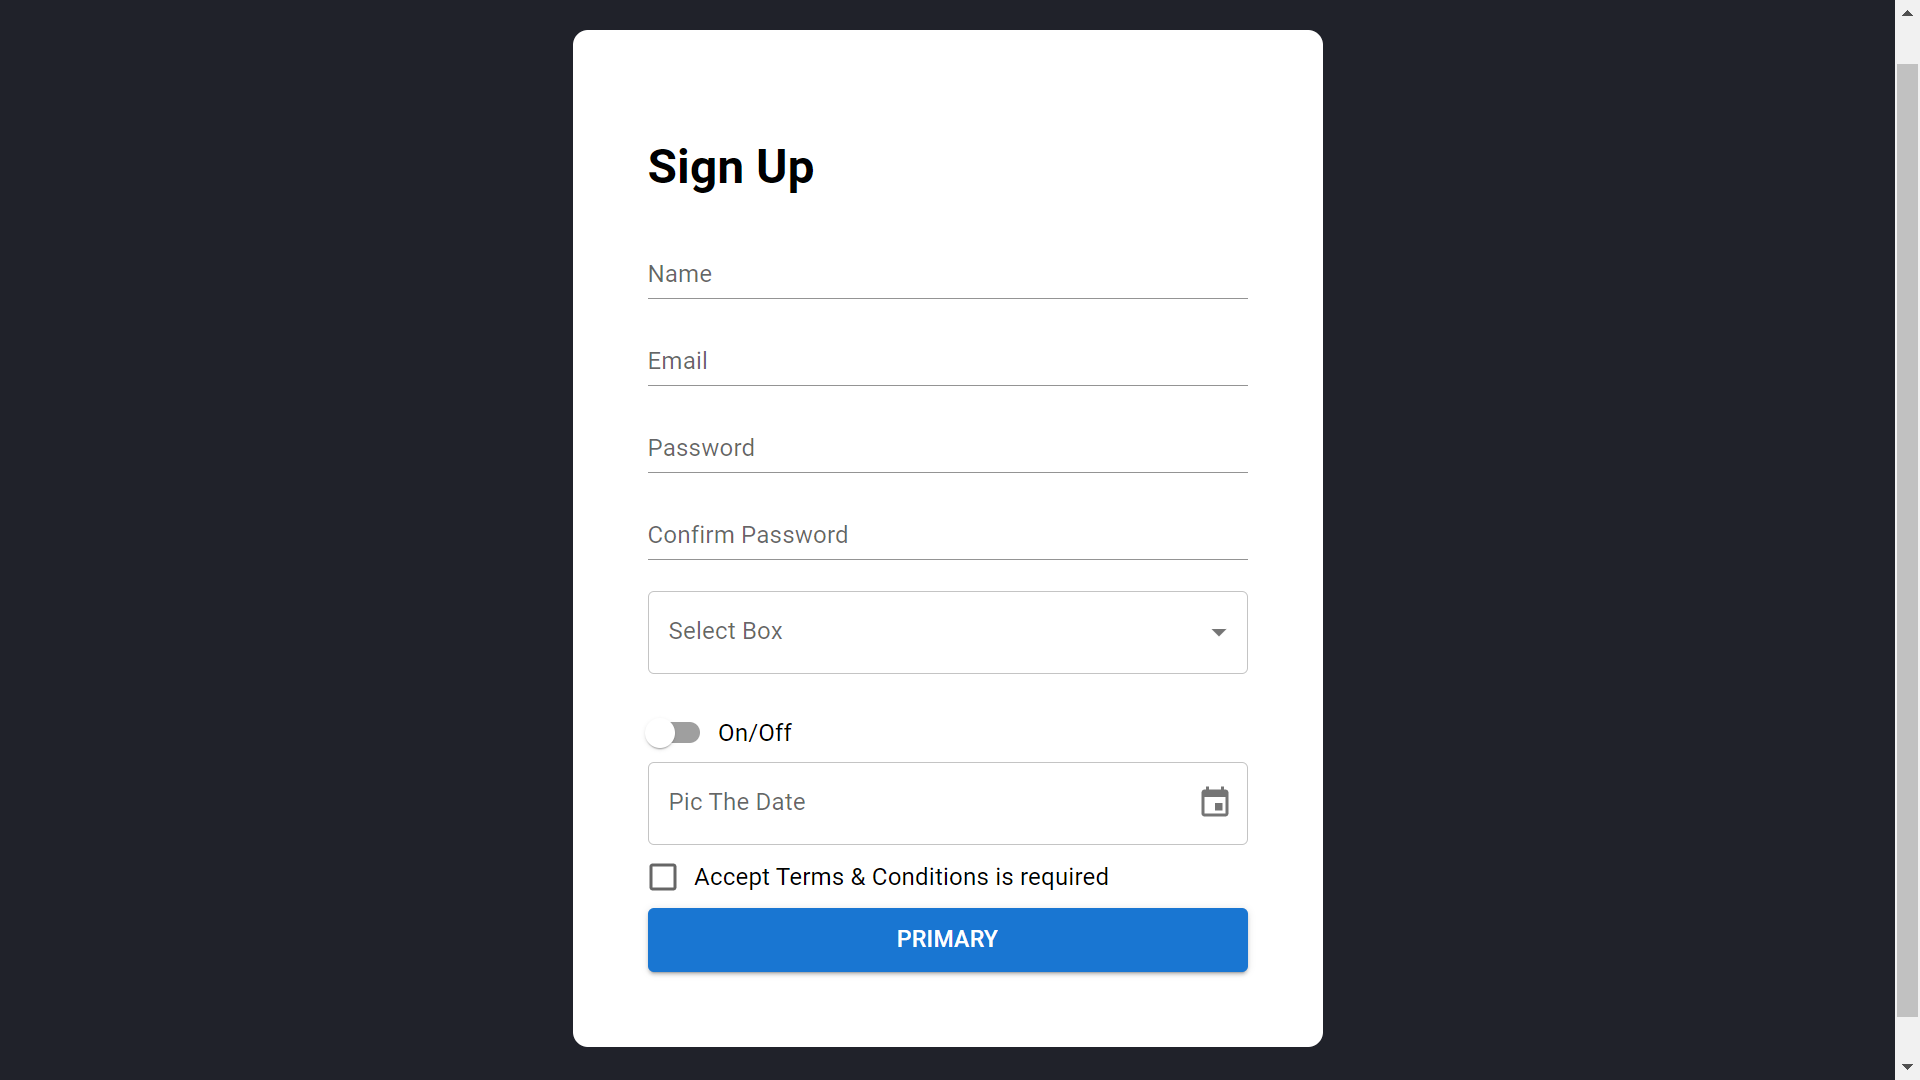 Sign Up
Name
Email
Password
Confirm Password
Select Box
On/Off
Pic The Date
Accept Terms & Conditions is required
PRIMARY